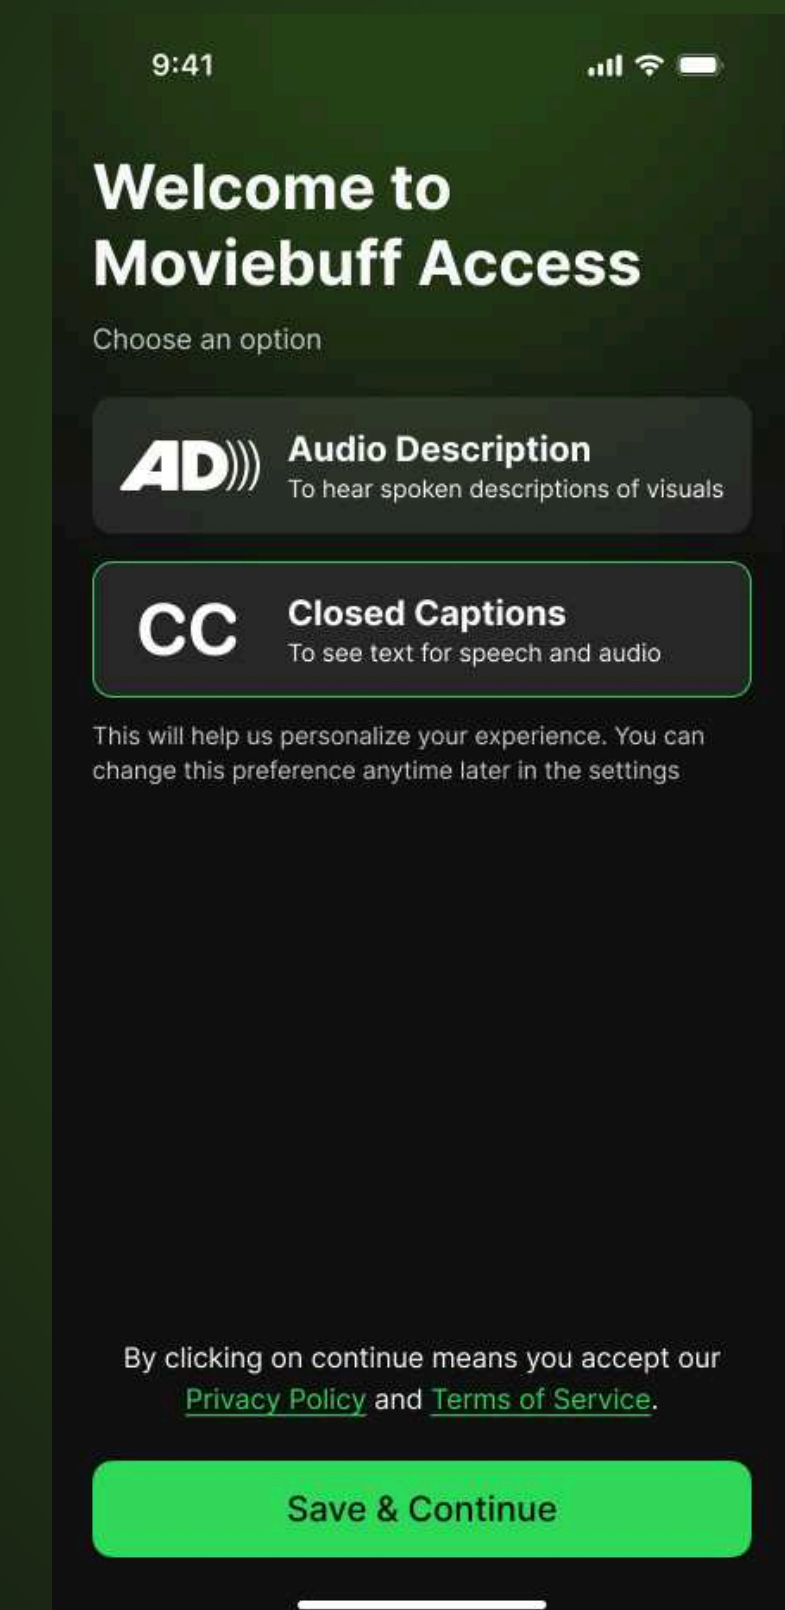 9:41
Welcome to
Moviebuff Access
Choose an option
AD
Audio Description
To hear spoken descriptions of visuals
CC
Closed Captions
To see text for speech and audio
This will help us personalize your experience. You can
change this preference anytime later in the settings
By clicking on continue means you accept our
Privacy Policy and Terms of Service.
Save & Continue